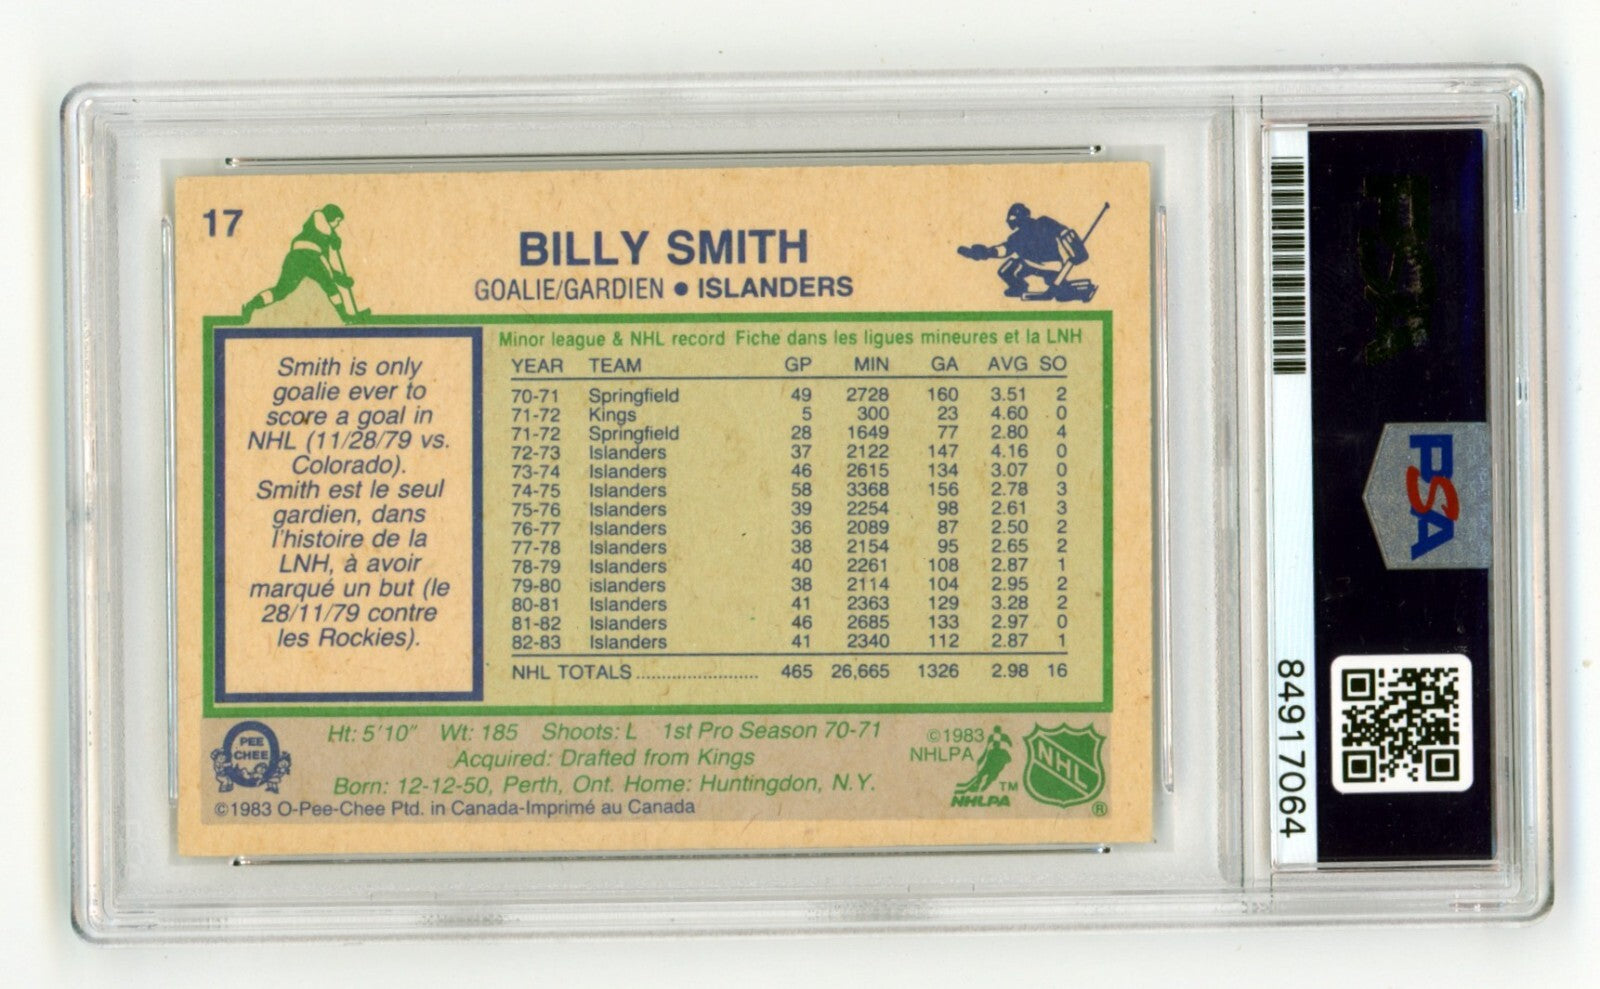 17
BILLY SMITH
GOALIE/GARDIEN • ISLANDERS
Smith is only
goalie ever to
score a goal in
NHL (11/28/79 vs.
Colorado).
Smith est le seul
gardien, dans
l'histoire de la
LNH, à avoir
marqué un but (le
28/11/79 contre
les Rockies).
Minor league & NHL record Fiche dans les ligues mineures et la LNH
YEAR TEAM GP MIN GA AVG SO
70-71 Springfield 49 2728 160 3.51 2
71-72 Kings 5 300 23 4.60 0
71-72 Springfield 28 1649 77 2.80 4
72-73 Islanders 37 2122 147 4.16 0
73-74 Islanders 46 2615 134 3.07 0
74-75 Islanders 58 3368 156 2.78 3
75-76 Islanders 39 2254 98 2.61 3
76-77 Islanders 36 2089 87 2.50 2
77-78 Islanders 38 2154 95 2.65 2
78-79 Islanders 40 2261 108 2.87 1
79-80 islanders 38 2114 104 2.95 2
80-81 Islanders 41 2363 129 3.28 2
81-82 Islanders 46 2685 133 2.97 0
82-83 Islanders 41 2340 112 2.87 1
NHL TOTALS ........................ 465 26,665 1326 2.98 16
PEE
CHEE
Ht: 5'10" Wt: 185 Shoots: L 1st Pro Season 70-71
Acquired: Drafted from Kings
Born: 12-12-50, Perth, Ont. Home: Huntingdon, N.Y.
©1983 O-Pee-Chee Ptd. in Canada-Imprimé au Canada
©1983
NHLPA
TM
NHLPA
NHL
®
PSA
84917064